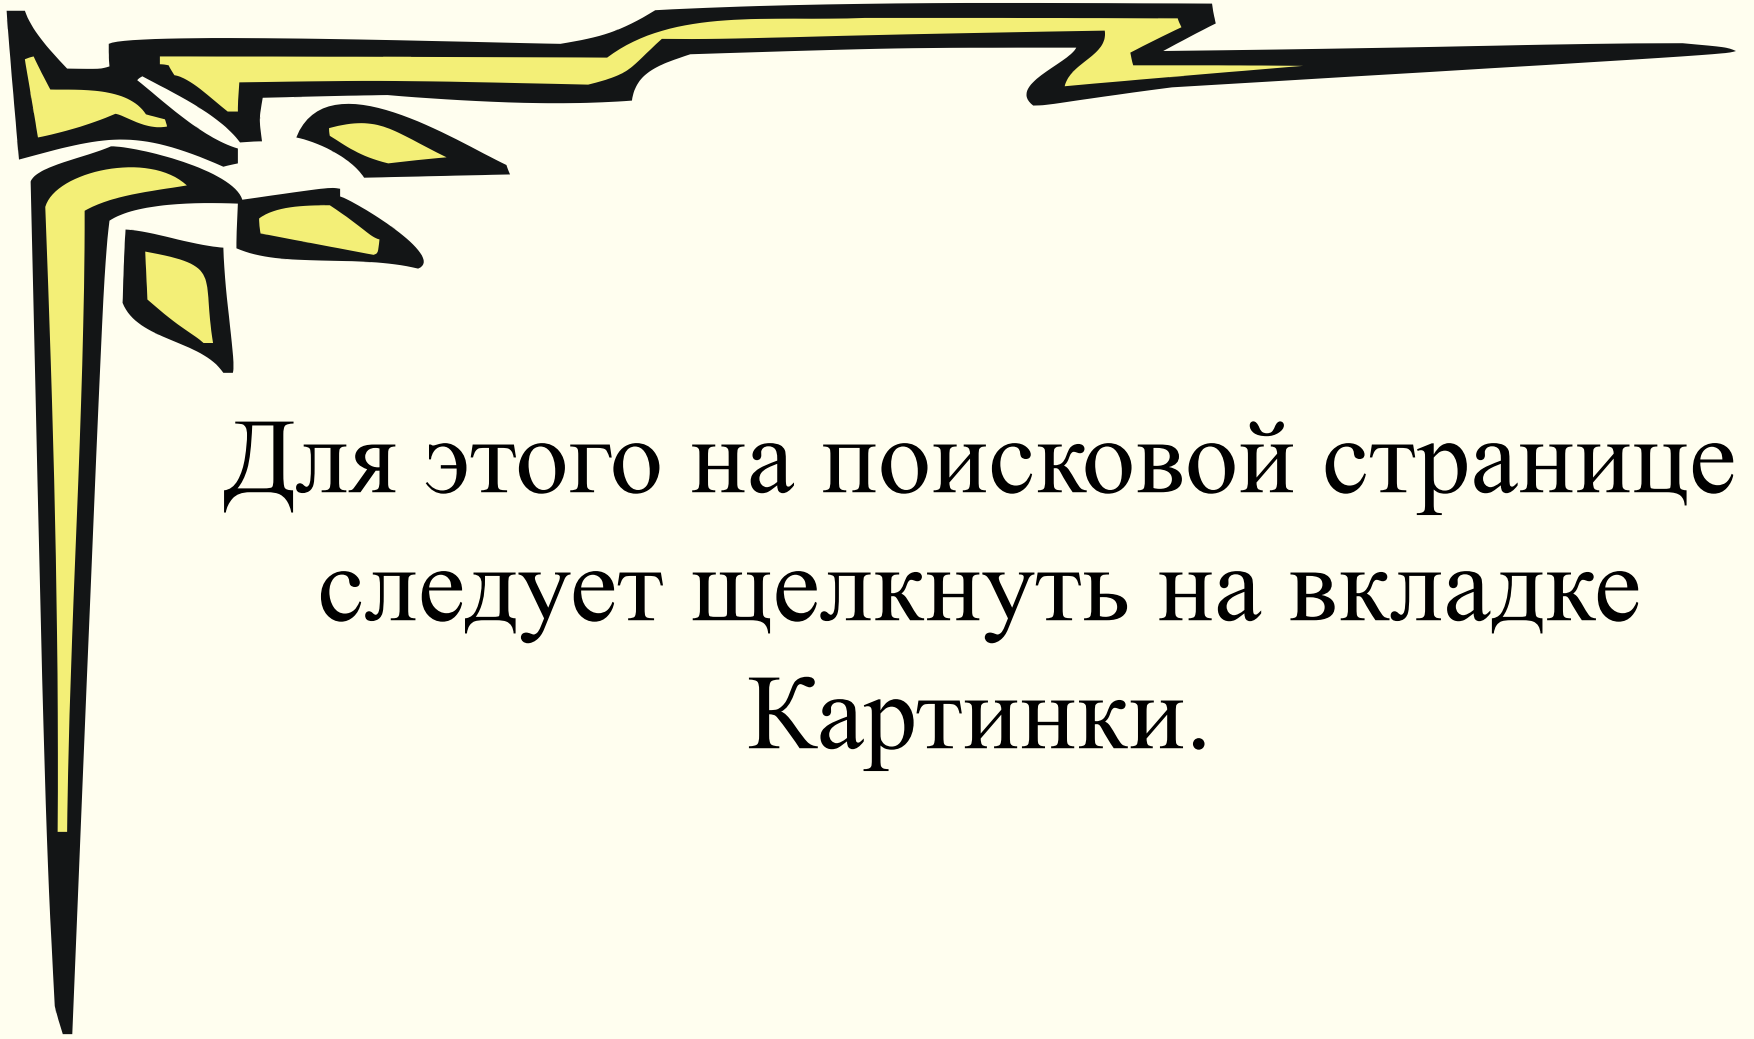 Для этого на поисковой странице
следует щелкнуть на вкладке
Картинки.